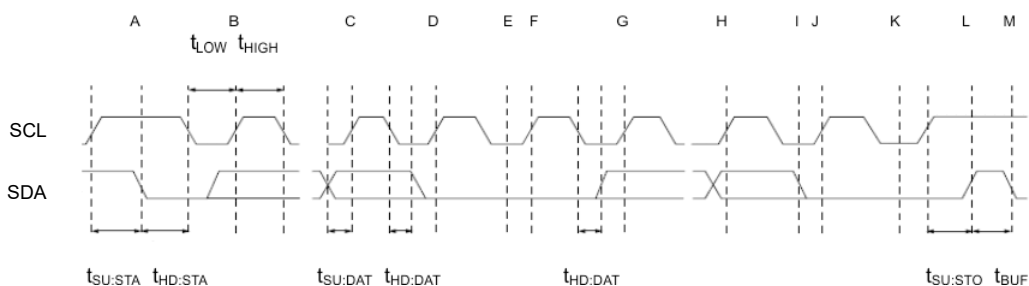 A B C D E F G H I J K L M
tLOW tHIGH
SCL
SDA
tSU:STA tHD:STA tSU:DAT tHD:DAT tHD:DAT tSU:STO tBUF